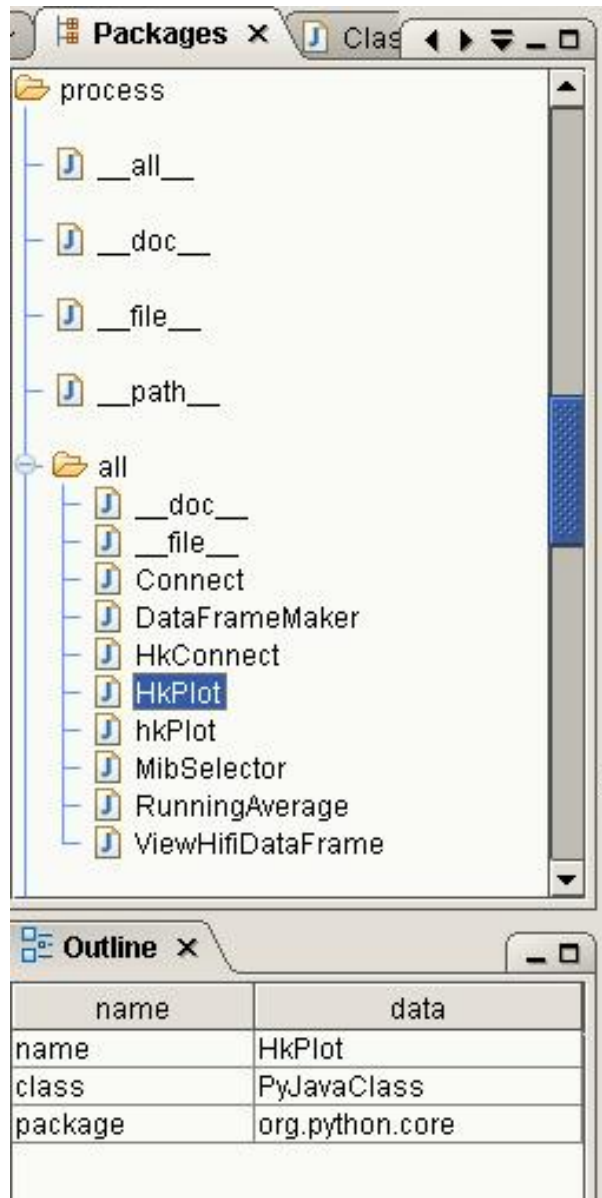 Packages Clas
process
__all__
__doc__
__file__
__path__
all
__doc__
__file__
Connect
DataFrameMaker
HkConnect
HkPlot
hkPlot
MibSelector
RunningAverage
ViewHifiDataFrame
Outline
name data
name HkPlot
class PyJavaClass
package org.python.core